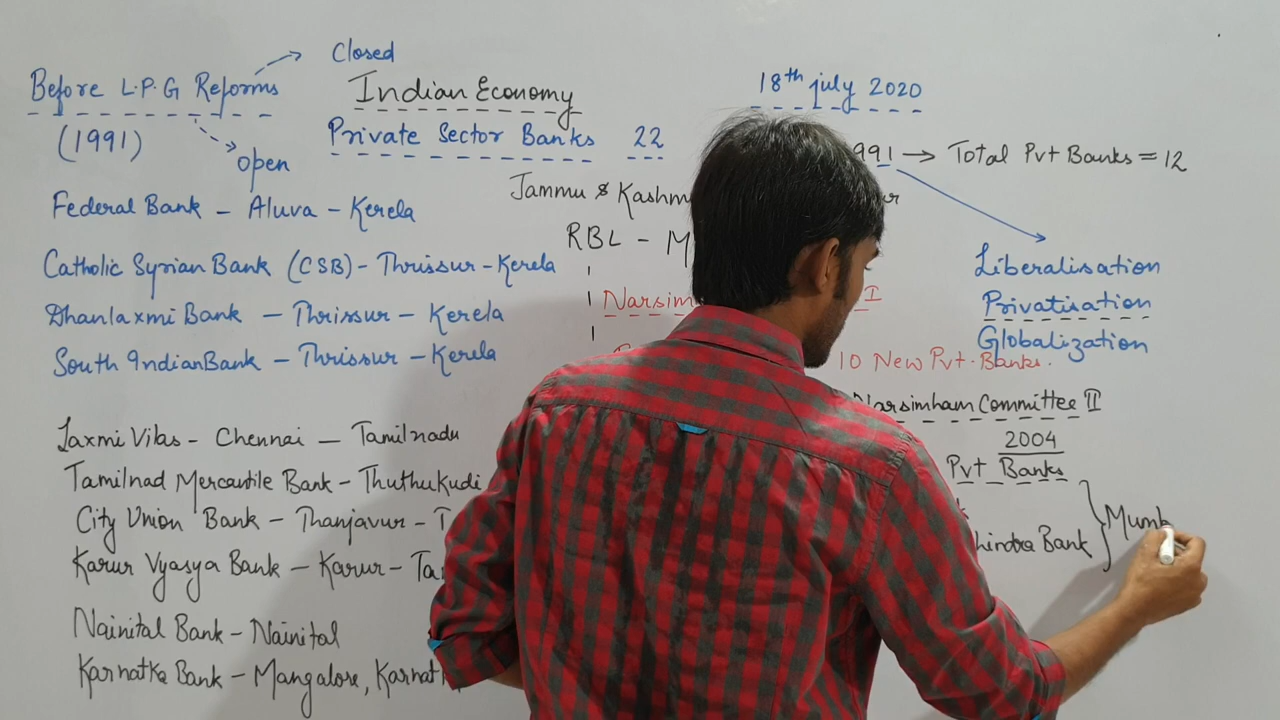 Closed
Before L.P.G Reforms
Indian Economy
18th july 2020
(1991)
open
Private Sector Banks 22
991 → Total Pvt Banks = 12
Federal Bank - Aluva - Kerela
Jammu & Kashm
RBL - M
Catholic Syrian Bank (CSB) - Thrissur - Kerela
Liberalisation
Narsim
I
Privatisation
Dhanlaxmi Bank - Thrissur - Kerela
Globalization
South Indian Bank - Thrissur - Kerela
10 New Pvt. Banks.
Narsimham Committee II
Laxmi Vilas - Chennai - Tamilnadu
2004
Pvt Banks
Tamilnad Mercantile Bank - Thuthukudi
City Union Bank - Thanjavur - T
Mumb
hindra Bank
Karur Vyasya Bank - Karur - Ta
Nainital Bank - Nainital
Karnatka Bank - Mangalore, Karnat